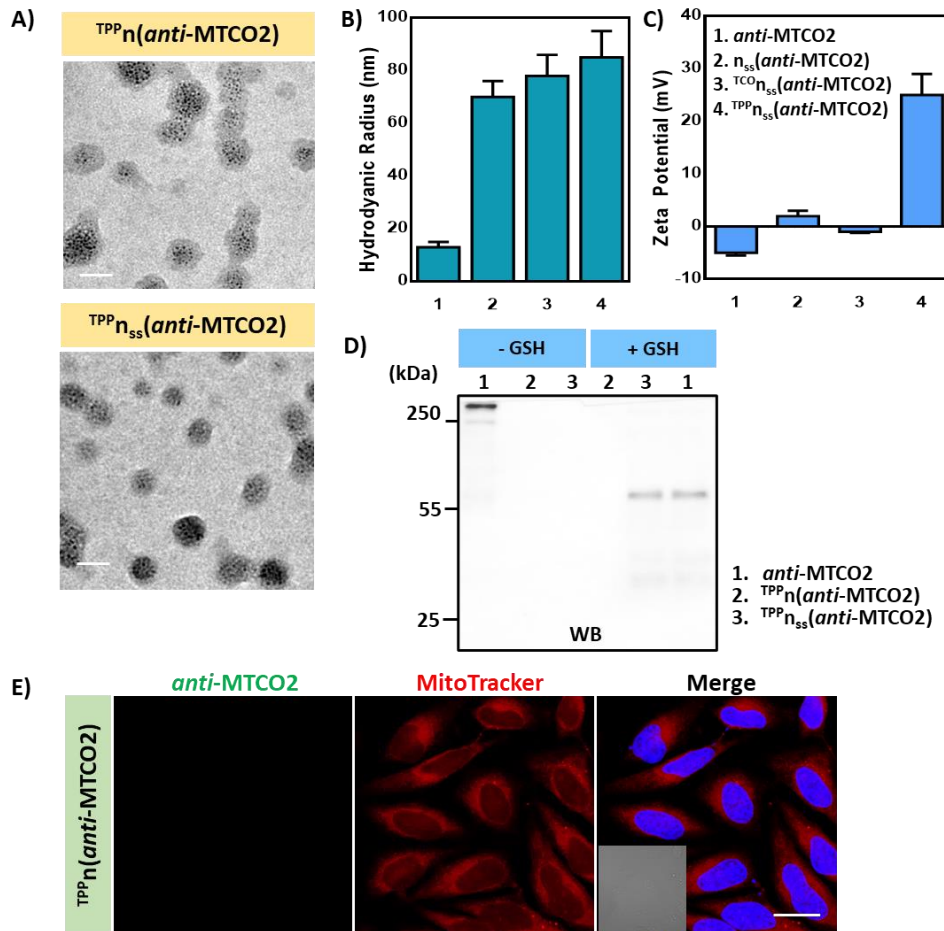 A)
TPPn(anti-MTCO2)
TPPnss(anti-MTCO2)
B)
Hydrodyanic Radius (nm)
100
80
60
40
20
0
1 2 3 4
C)
Zeta Potential (mV)
40
30
20
10
0
-10
1. anti-MTCO2
2. nss(anti-MTCO2)
3. TCOnss(anti-MTCO2)
4. TPPnss(anti-MTCO2)
1 2 3 4
D)
- GSH + GSH
(kDa) 1 2 3 2 3 1
250
55
25
WB
1. anti-MTCO2
2. TPPn(anti-MTCO2)
3. TPPnss(anti-MTCO2)
E)
anti-MTCO2 MitoTracker Merge
TPPn(anti-MTCO2)